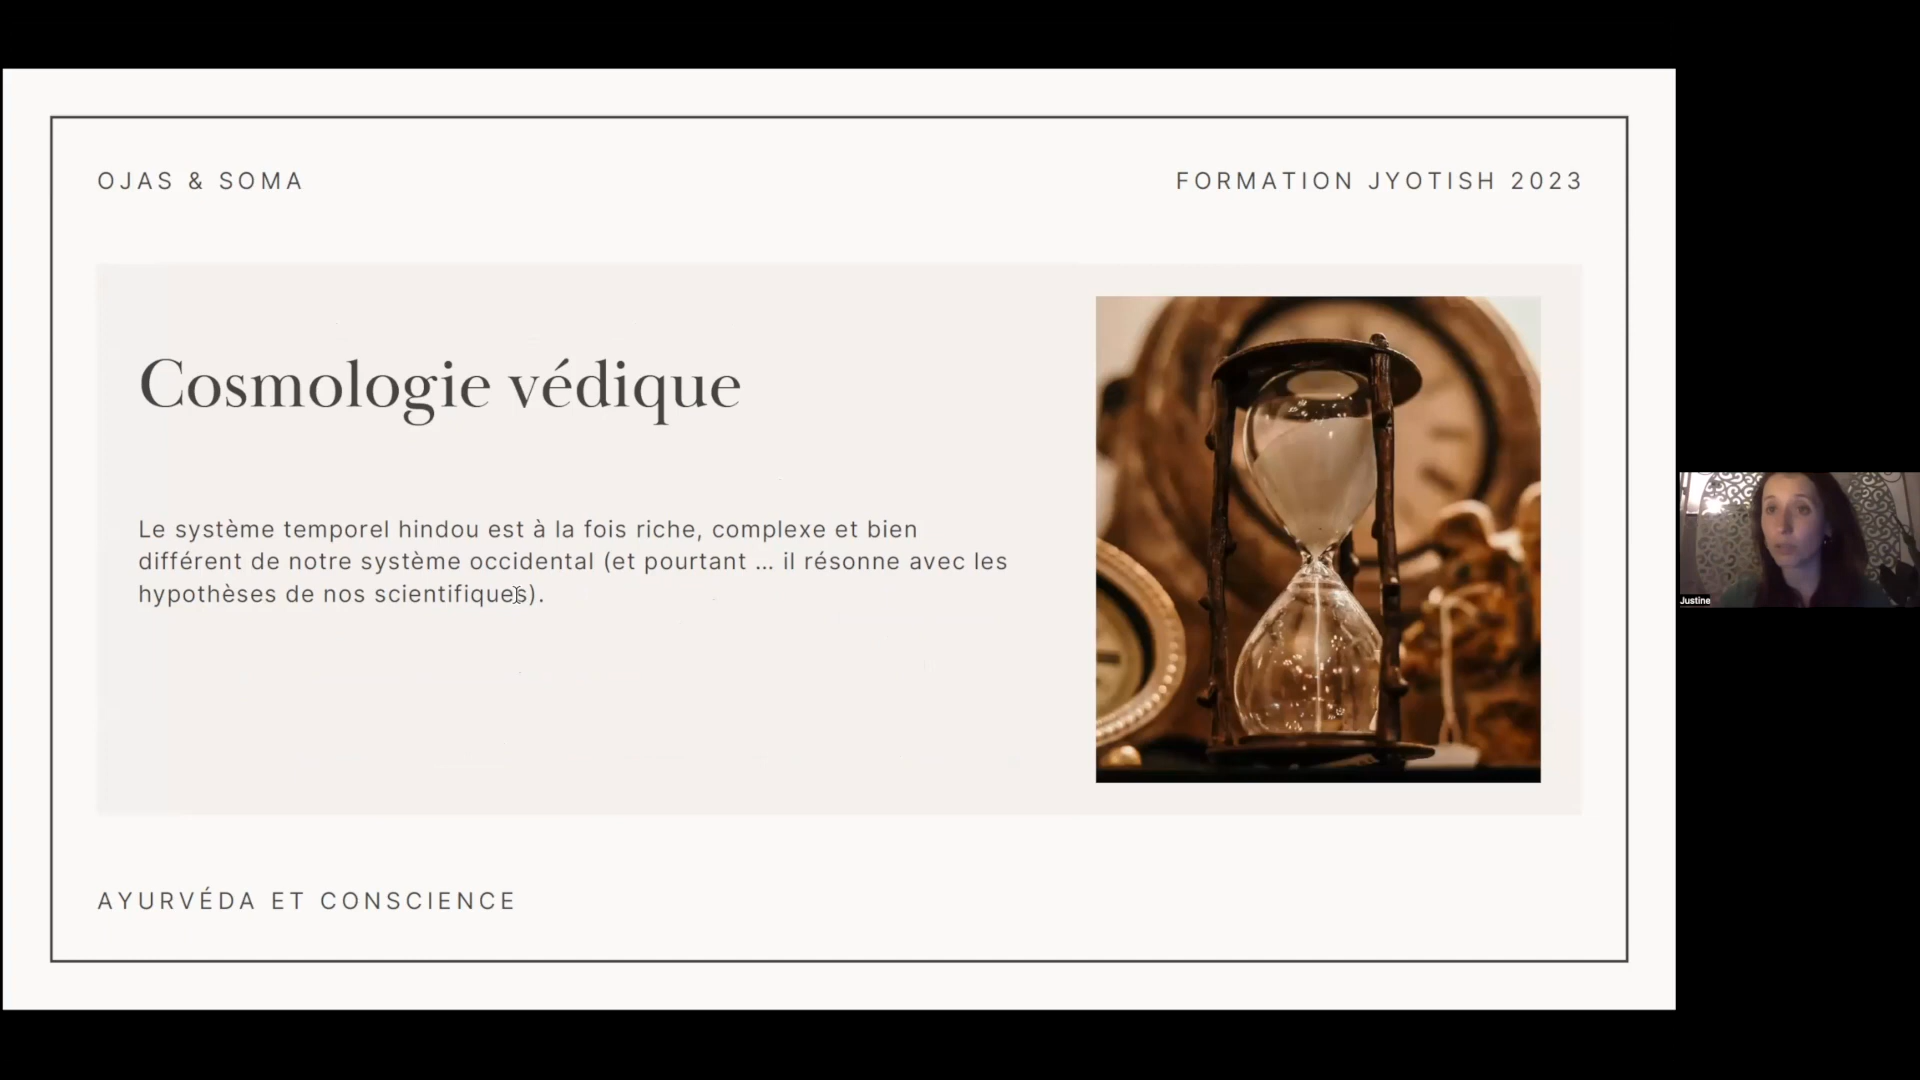 OJAS & SOMA
FORMATION JYOTISH 2023
Cosmologie védique
Le système temporel hindou est à la fois riche, complexe et bien
différent de notre système occidental (et pourtant ... il résonne avec les
hypothèses de nos scientifiques).
AYURVÉDA ET CONSCIENCE
Justine